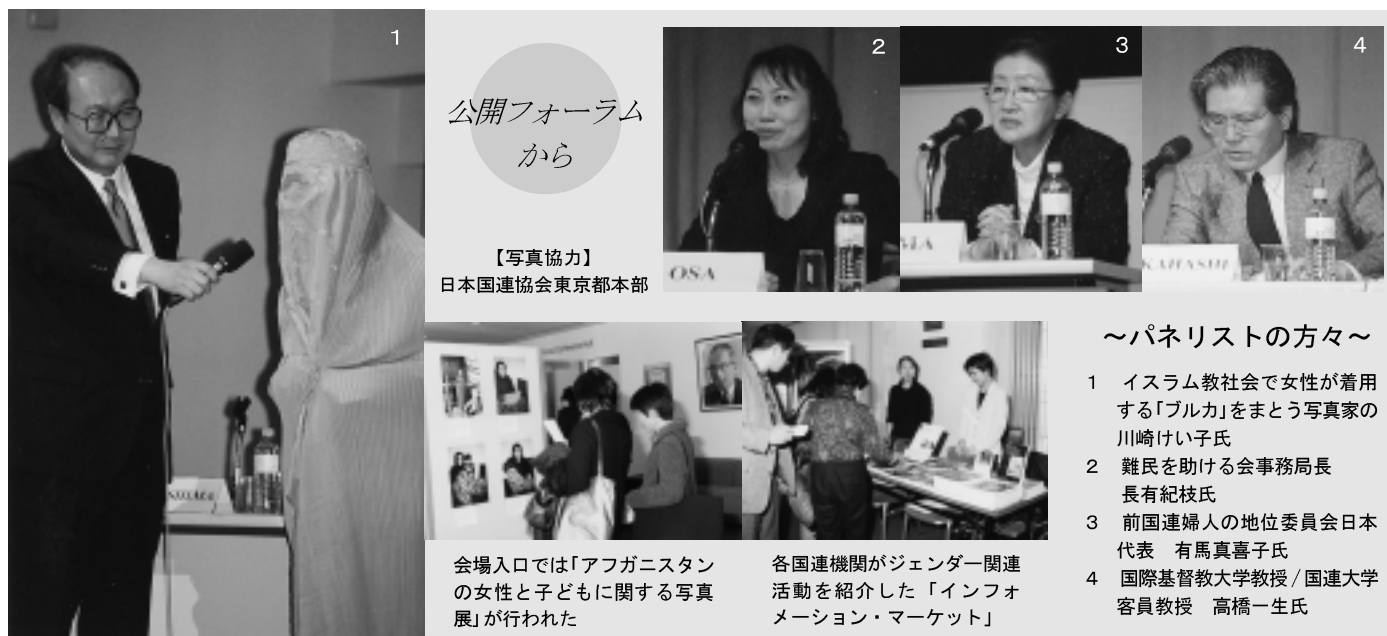 1
公開フォーラム
から
【写真協力】
日本国連協会東京都本部
2
OSA
3
MA
4
KAHASHI
会場入口では「アフガニスタン
の女性と子どもに関する写真
展」が行われた
各国連機関がジェンダー関連
活動を紹介した「インフォ
メーション・マーケット」
～パネリストの方々～
1 イスラム教社会で女性が着用
する「ブルカ」をまとう写真家の
川崎けい子氏
2 難民を助ける会事務局長
長有紀枝氏
3 前国連婦人の地位委員会日本
代表 有馬真喜子氏
4 国際基督教大学教授/国連大学
客員教授 高橋一生氏